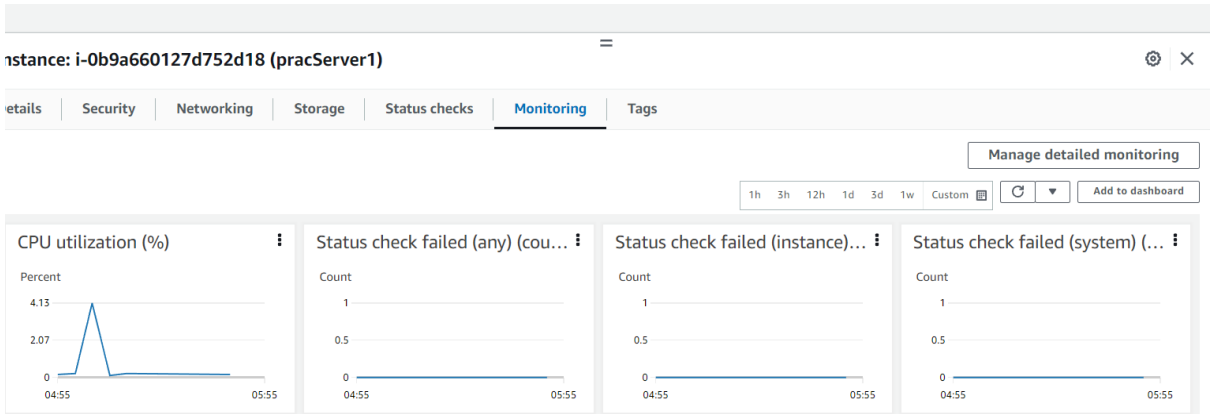 nstance: i-0b9a660127d752d18 (pracServer1)
etails Security Networking Storage Status checks Monitoring Tags
Manage detailed monitoring
1h 3h 12h 1d 3d 1w Custom Add to dashboard
CPU utilization (%)
Percent
4.13
2.07
0
04:55 05:55
Status check failed (any) (cou...
Count
1
0.5
0
04:55 05:55
Status check failed (instance)...
Count
1
0.5
0
04:55 05:55
Status check failed (system) (...
Count
1
0.5
0
04:55 05:55